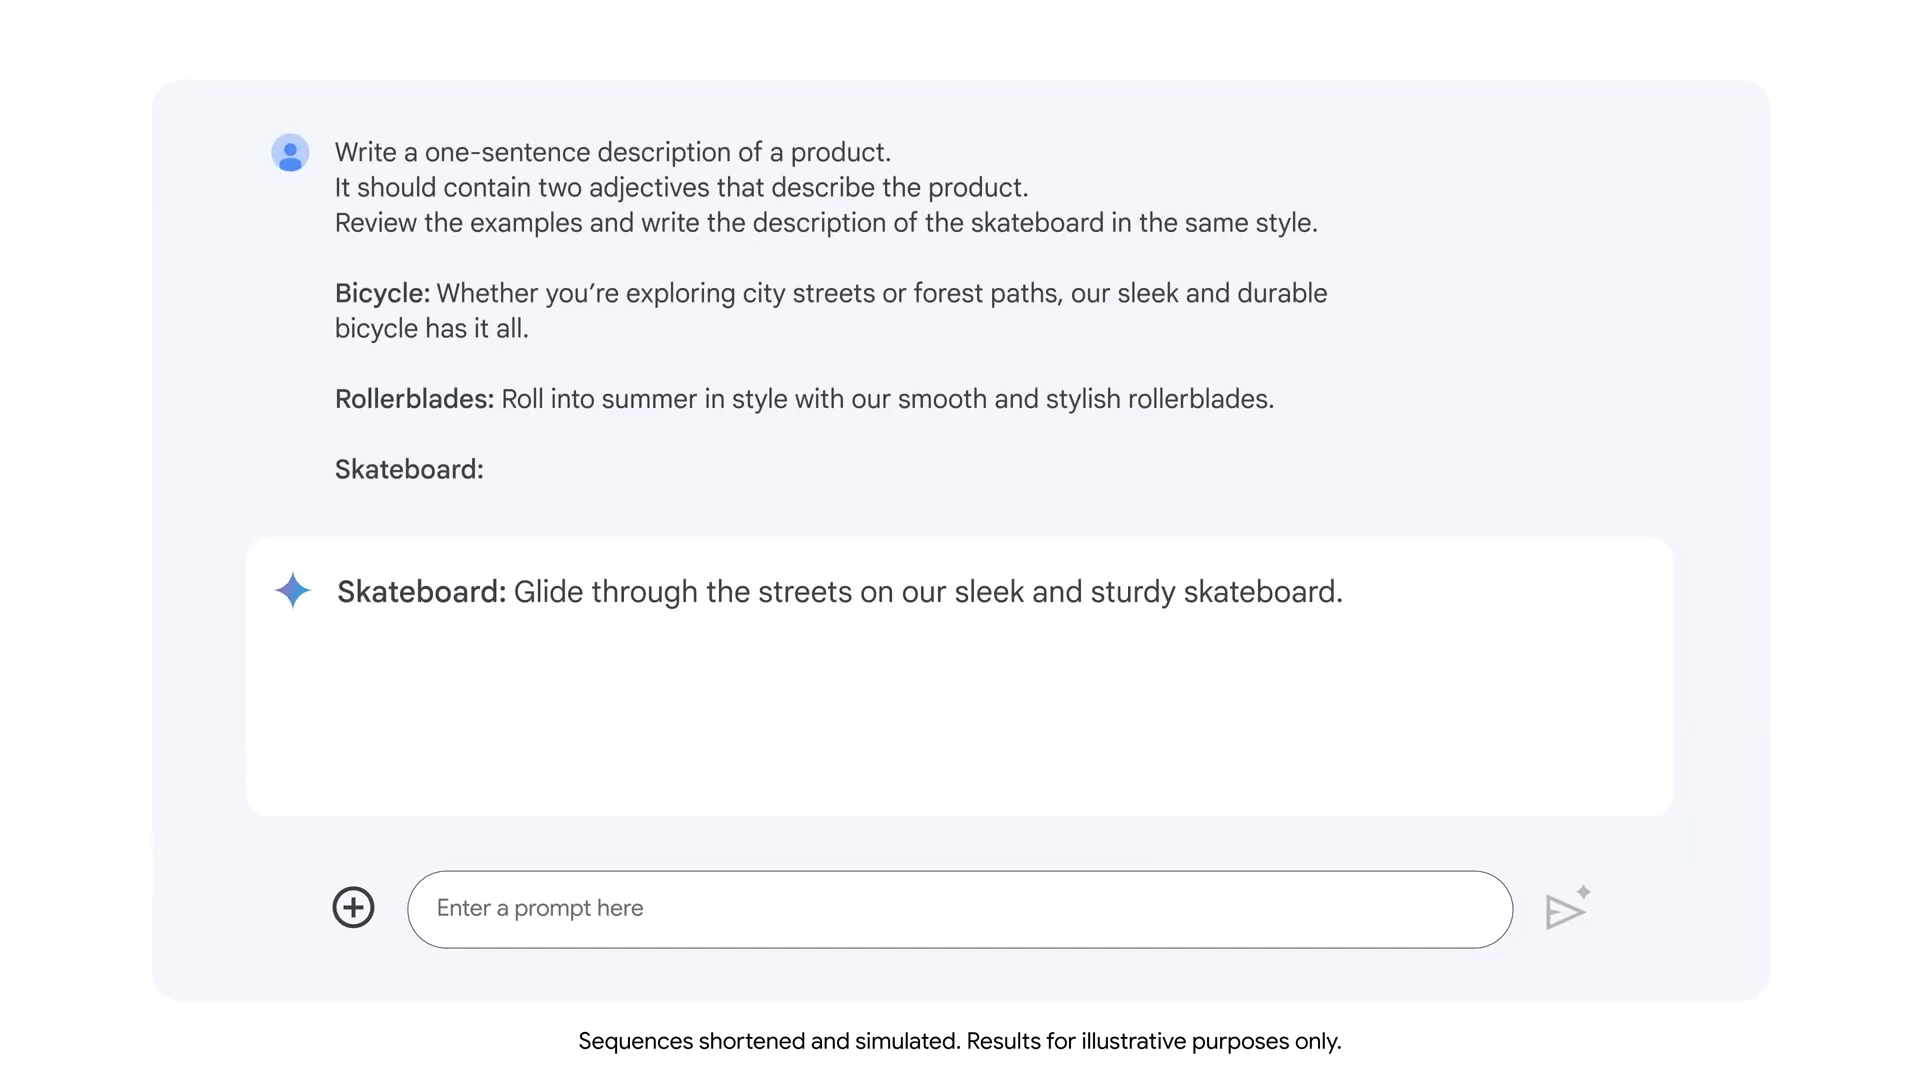 Write a one-sentence description of a product.
It should contain two adjectives that describe the product.
Review the examples and write the description of the skateboard in the same style.
Bicycle: Whether you’re exploring city streets or forest paths, our sleek and durable
bicycle has it all.
Rollerblades: Roll into summer in style with our smooth and stylish rollerblades.
Skateboard:
Skateboard: Glide through the streets on our sleek and sturdy skateboard.
Enter a prompt here
Sequences shortened and simulated. Results for illustrative purposes only.